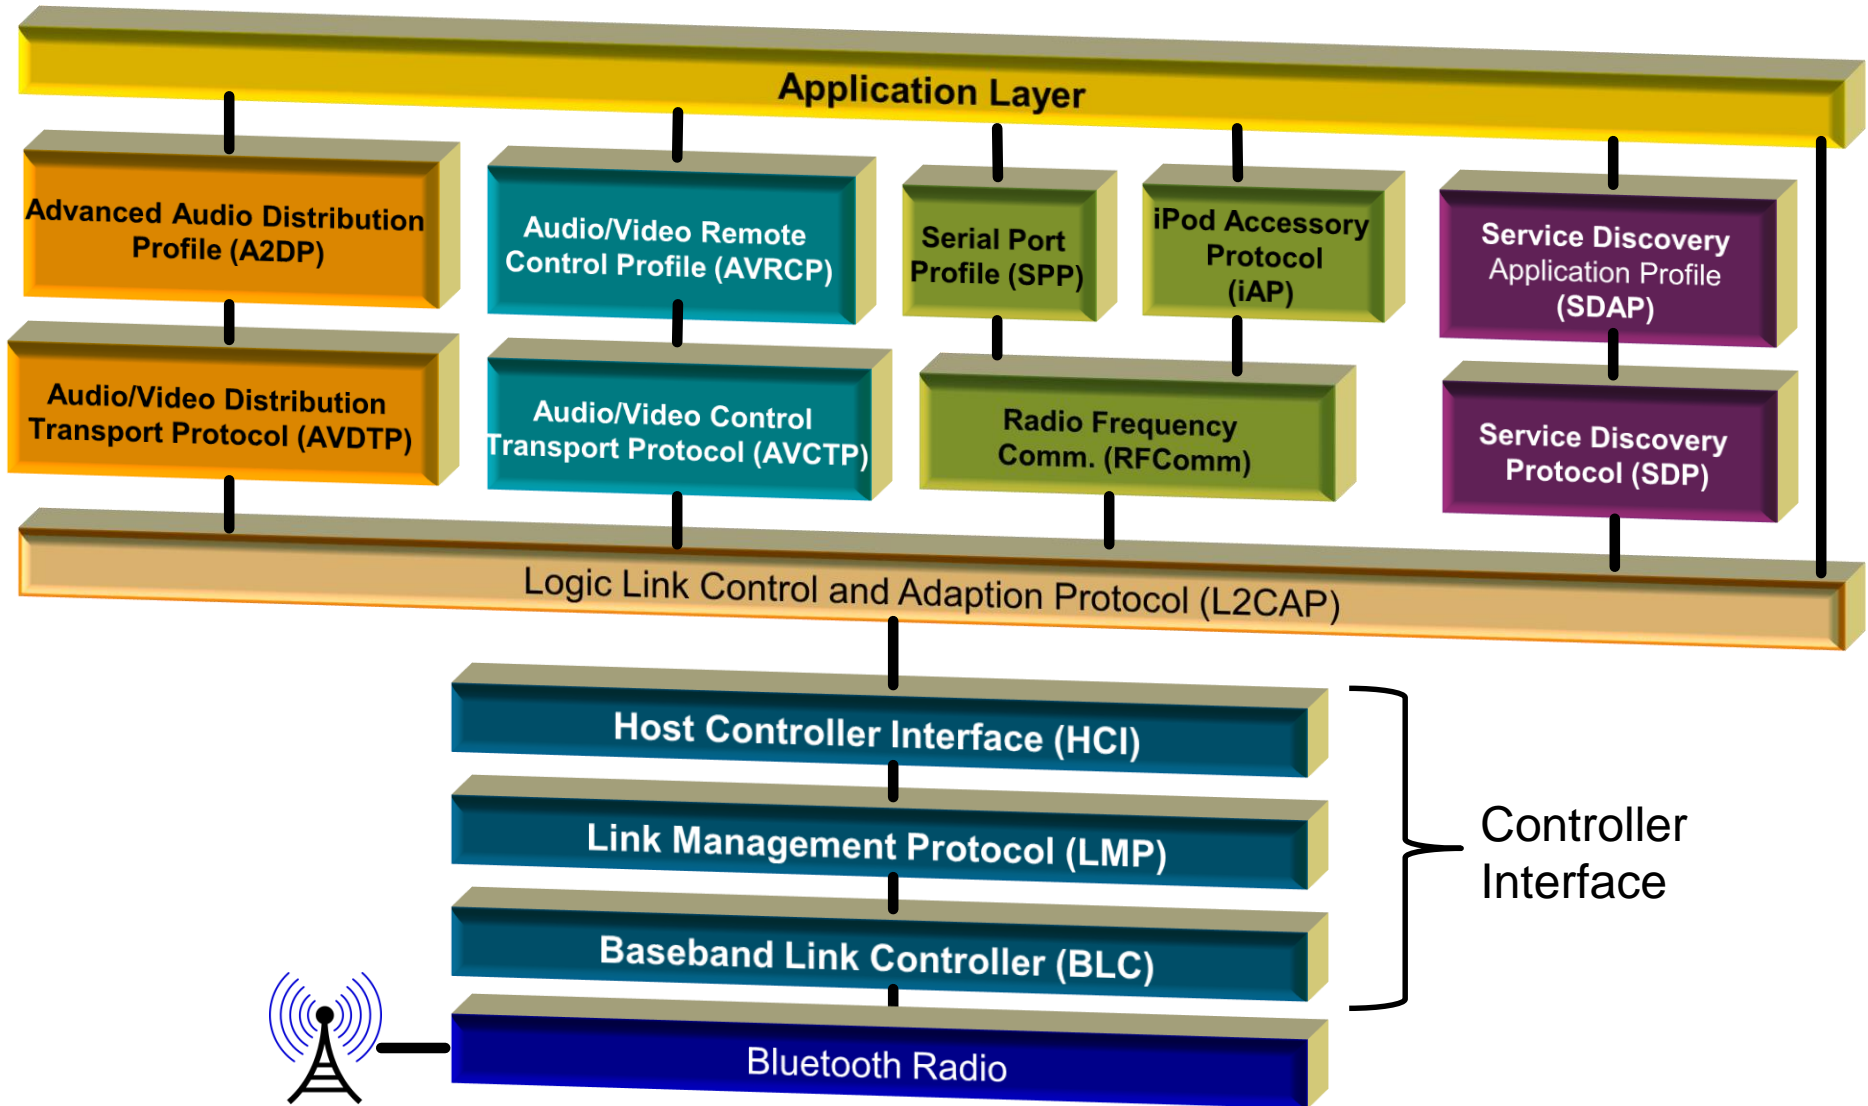 Application Layer
Advanced Audio Distribution
Profile (A2DP)
Audio/Video Remote
Control Profile (AVRCP)
Serial Port
Profile (SPP)
iPod Accessory
Protocol
(iAP)
Service Discovery
Application Profile
(SDAP)
Audio/Video Distribution
Transport Protocol (AVDTP)
Audio/Video Control
Transport Protocol (AVCTP)
Radio Frequency
Comm. (RFComm)
Service Discovery
Protocol (SDP)
Logic Link Control and Adaption Protocol (L2CAP)
Host Controller Interface (HCI)
Link Management Protocol (LMP)
Baseband Link Controller (BLC)
Controller
Interface
Bluetooth Radio